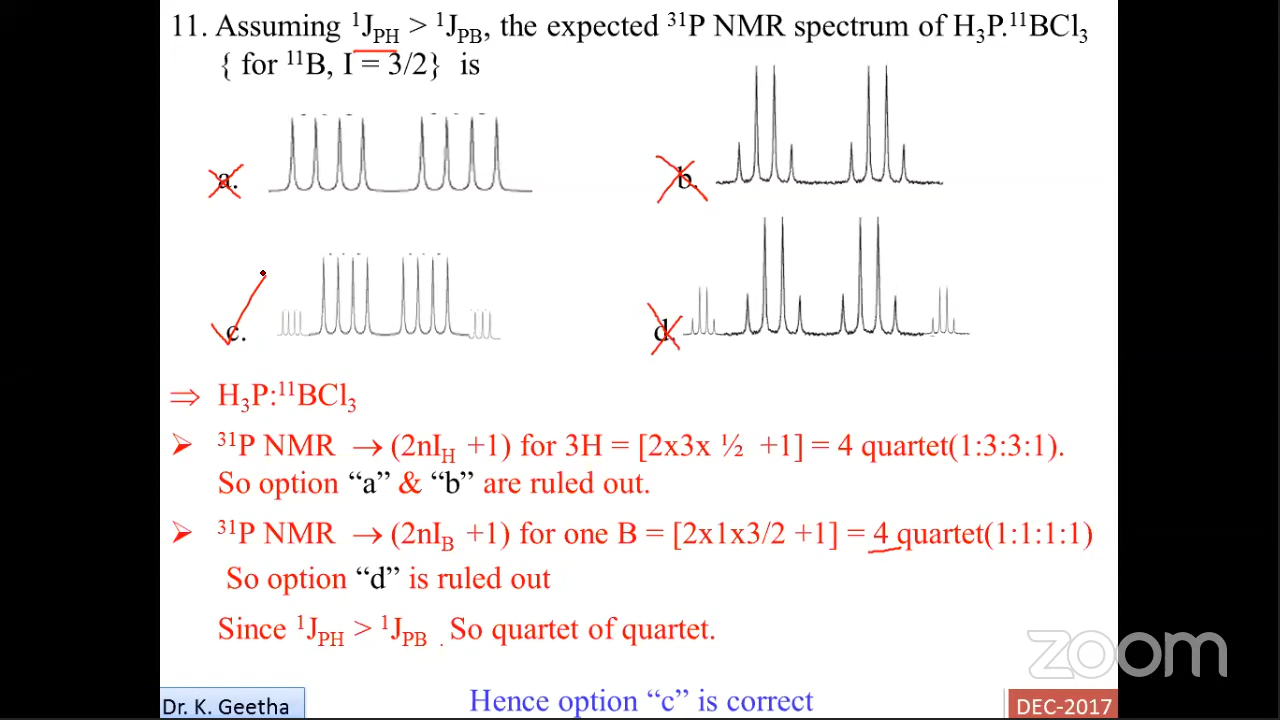 11. Assuming ¹J_PH > ¹J_PB, the expected ³¹P NMR spectrum of H₃P.¹¹BCl₃
{ for ¹¹B, I = 3/2} is
a.
b.
c.
d.
⇒ H₃P:¹¹BCl₃
➤ ³¹P NMR → (2nI_H +1) for 3H = [2x3x ½ +1] = 4 quartet(1:3:3:1).
So option “a” & “b” are ruled out.
➤ ³¹P NMR → (2nI_B +1) for one B = [2x1x3/2 +1] = 4 quartet(1:1:1:1)
So option “d” is ruled out
Since ¹J_PH > ¹J_PB . So quartet of quartet.
zoom
Dr. K. Geetha
Hence option “c” is correct
DEC-2017